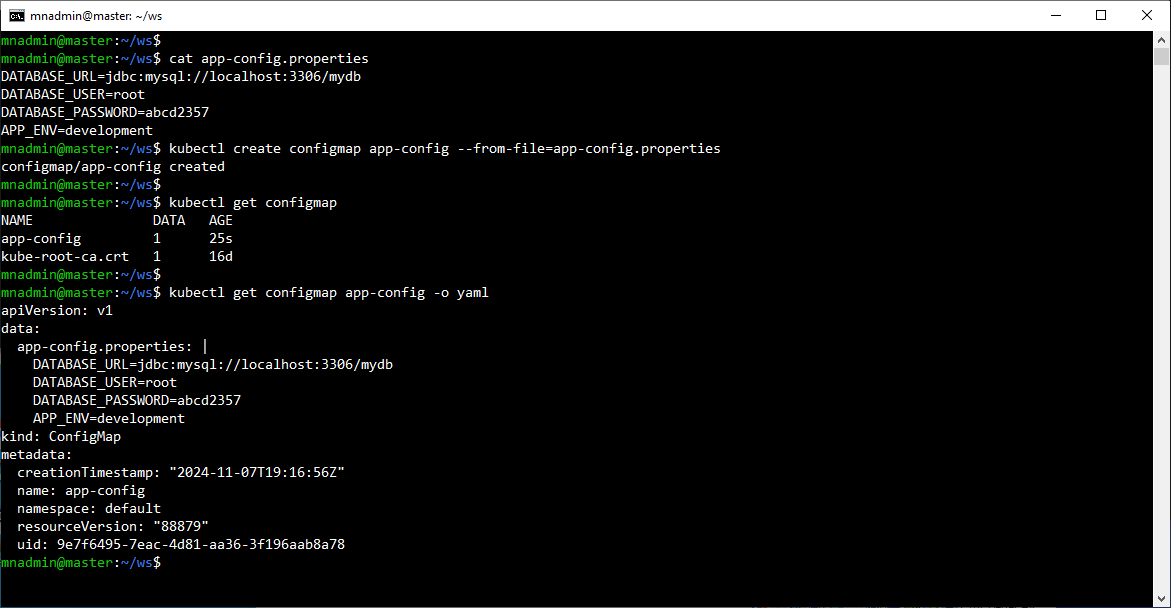 mnadmin@master: ~/ws
mnadmin@master:~/ws$
mnadmin@master:~/ws$ cat app-config.properties
DATABASE_URL=jdbc:mysql://localhost:3306/mydb
DATABASE_USER=root
DATABASE_PASSWORD=abcd2357
APP_ENV=development
mnadmin@master:~/ws$ kubectl create configmap app-config --from-file=app-config.properties
configmap/app-config created
mnadmin@master:~/ws$
mnadmin@master:~/ws$ kubectl get configmap
NAME               DATA   AGE
app-config         1      25s
kube-root-ca.crt   1      16d
mnadmin@master:~/ws$
mnadmin@master:~/ws$ kubectl get configmap app-config -o yaml
apiVersion: v1
data:
  app-config.properties: |
    DATABASE_URL=jdbc:mysql://localhost:3306/mydb
    DATABASE_USER=root
    DATABASE_PASSWORD=abcd2357
    APP_ENV=development
kind: ConfigMap
metadata:
  creationTimestamp: "2024-11-07T19:16:56Z"
  name: app-config
  namespace: default
  resourceVersion: "88879"
  uid: 9e7f6495-7eac-4d81-aa36-3f196aab8a78
mnadmin@master:~/ws$